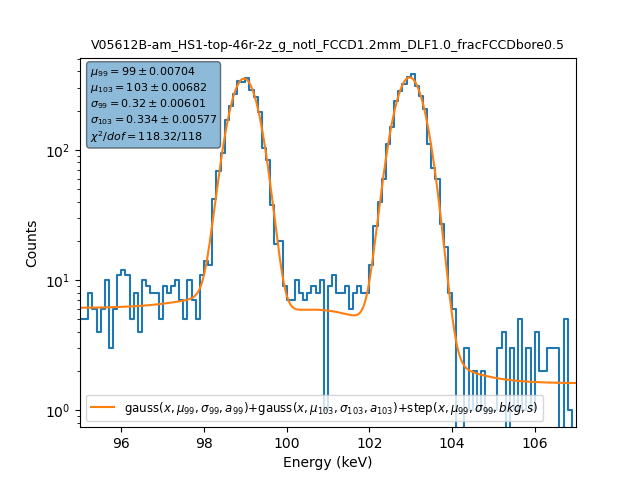 V05612B-am_HS1-top-46r-2z_g_notl_FCCD1.2mm_DLF1.0_fracFCCDbore0.5
μ₉₉ = 99 ± 0.00704
μ₁₀₃ = 103 ± 0.00682
σ₉₉ = 0.32 ± 0.00601
σ₁₀₃ = 0.334 ± 0.00577
χ²/dof = 118.32/118
Counts
10²
10¹
10⁰
gauss(x, μ₉₉, σ₉₉, a₉₉)+gauss(x, μ₁₀₃, σ₁₀₃, a₁₀₃)+step(x, μ₉₉, σ₉₉, bkg, s)
96 98 100 102 104 106
Energy (keV)